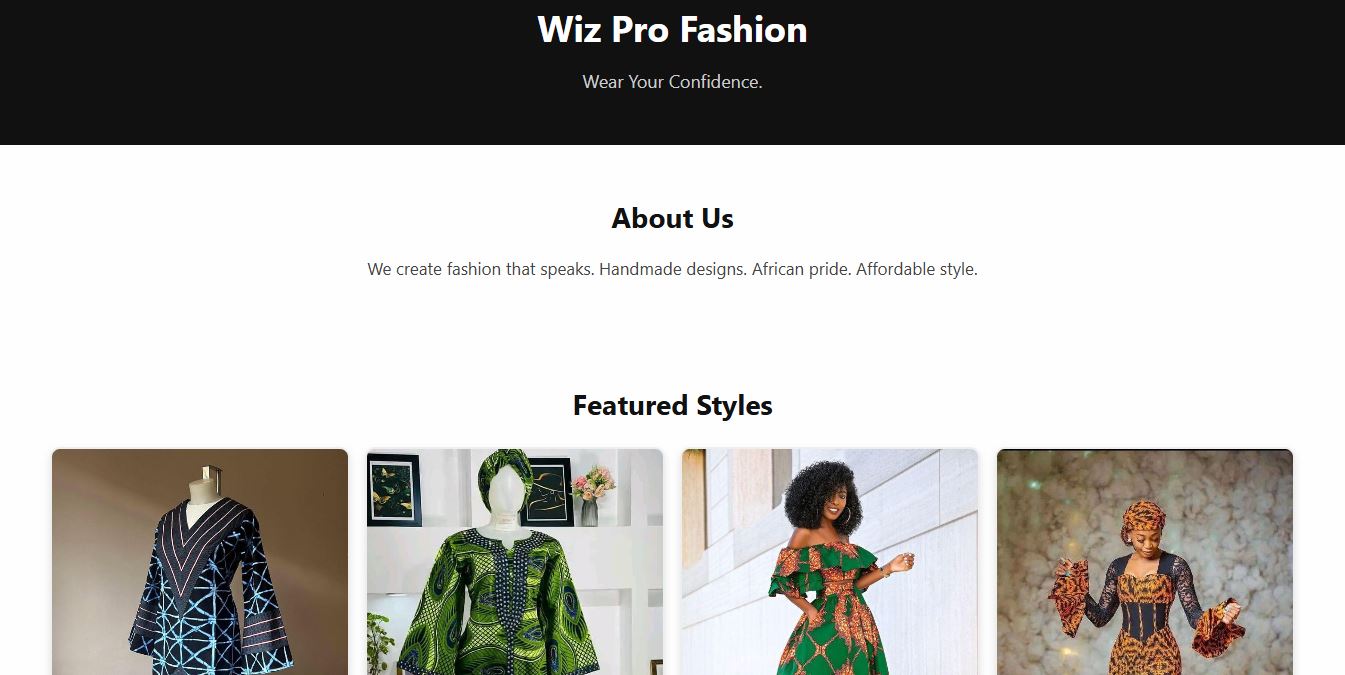 Wiz Pro Fashion
Wear Your Confidence.
About Us
We create fashion that speaks. Handmade designs. African pride. Affordable style.
Featured Styles